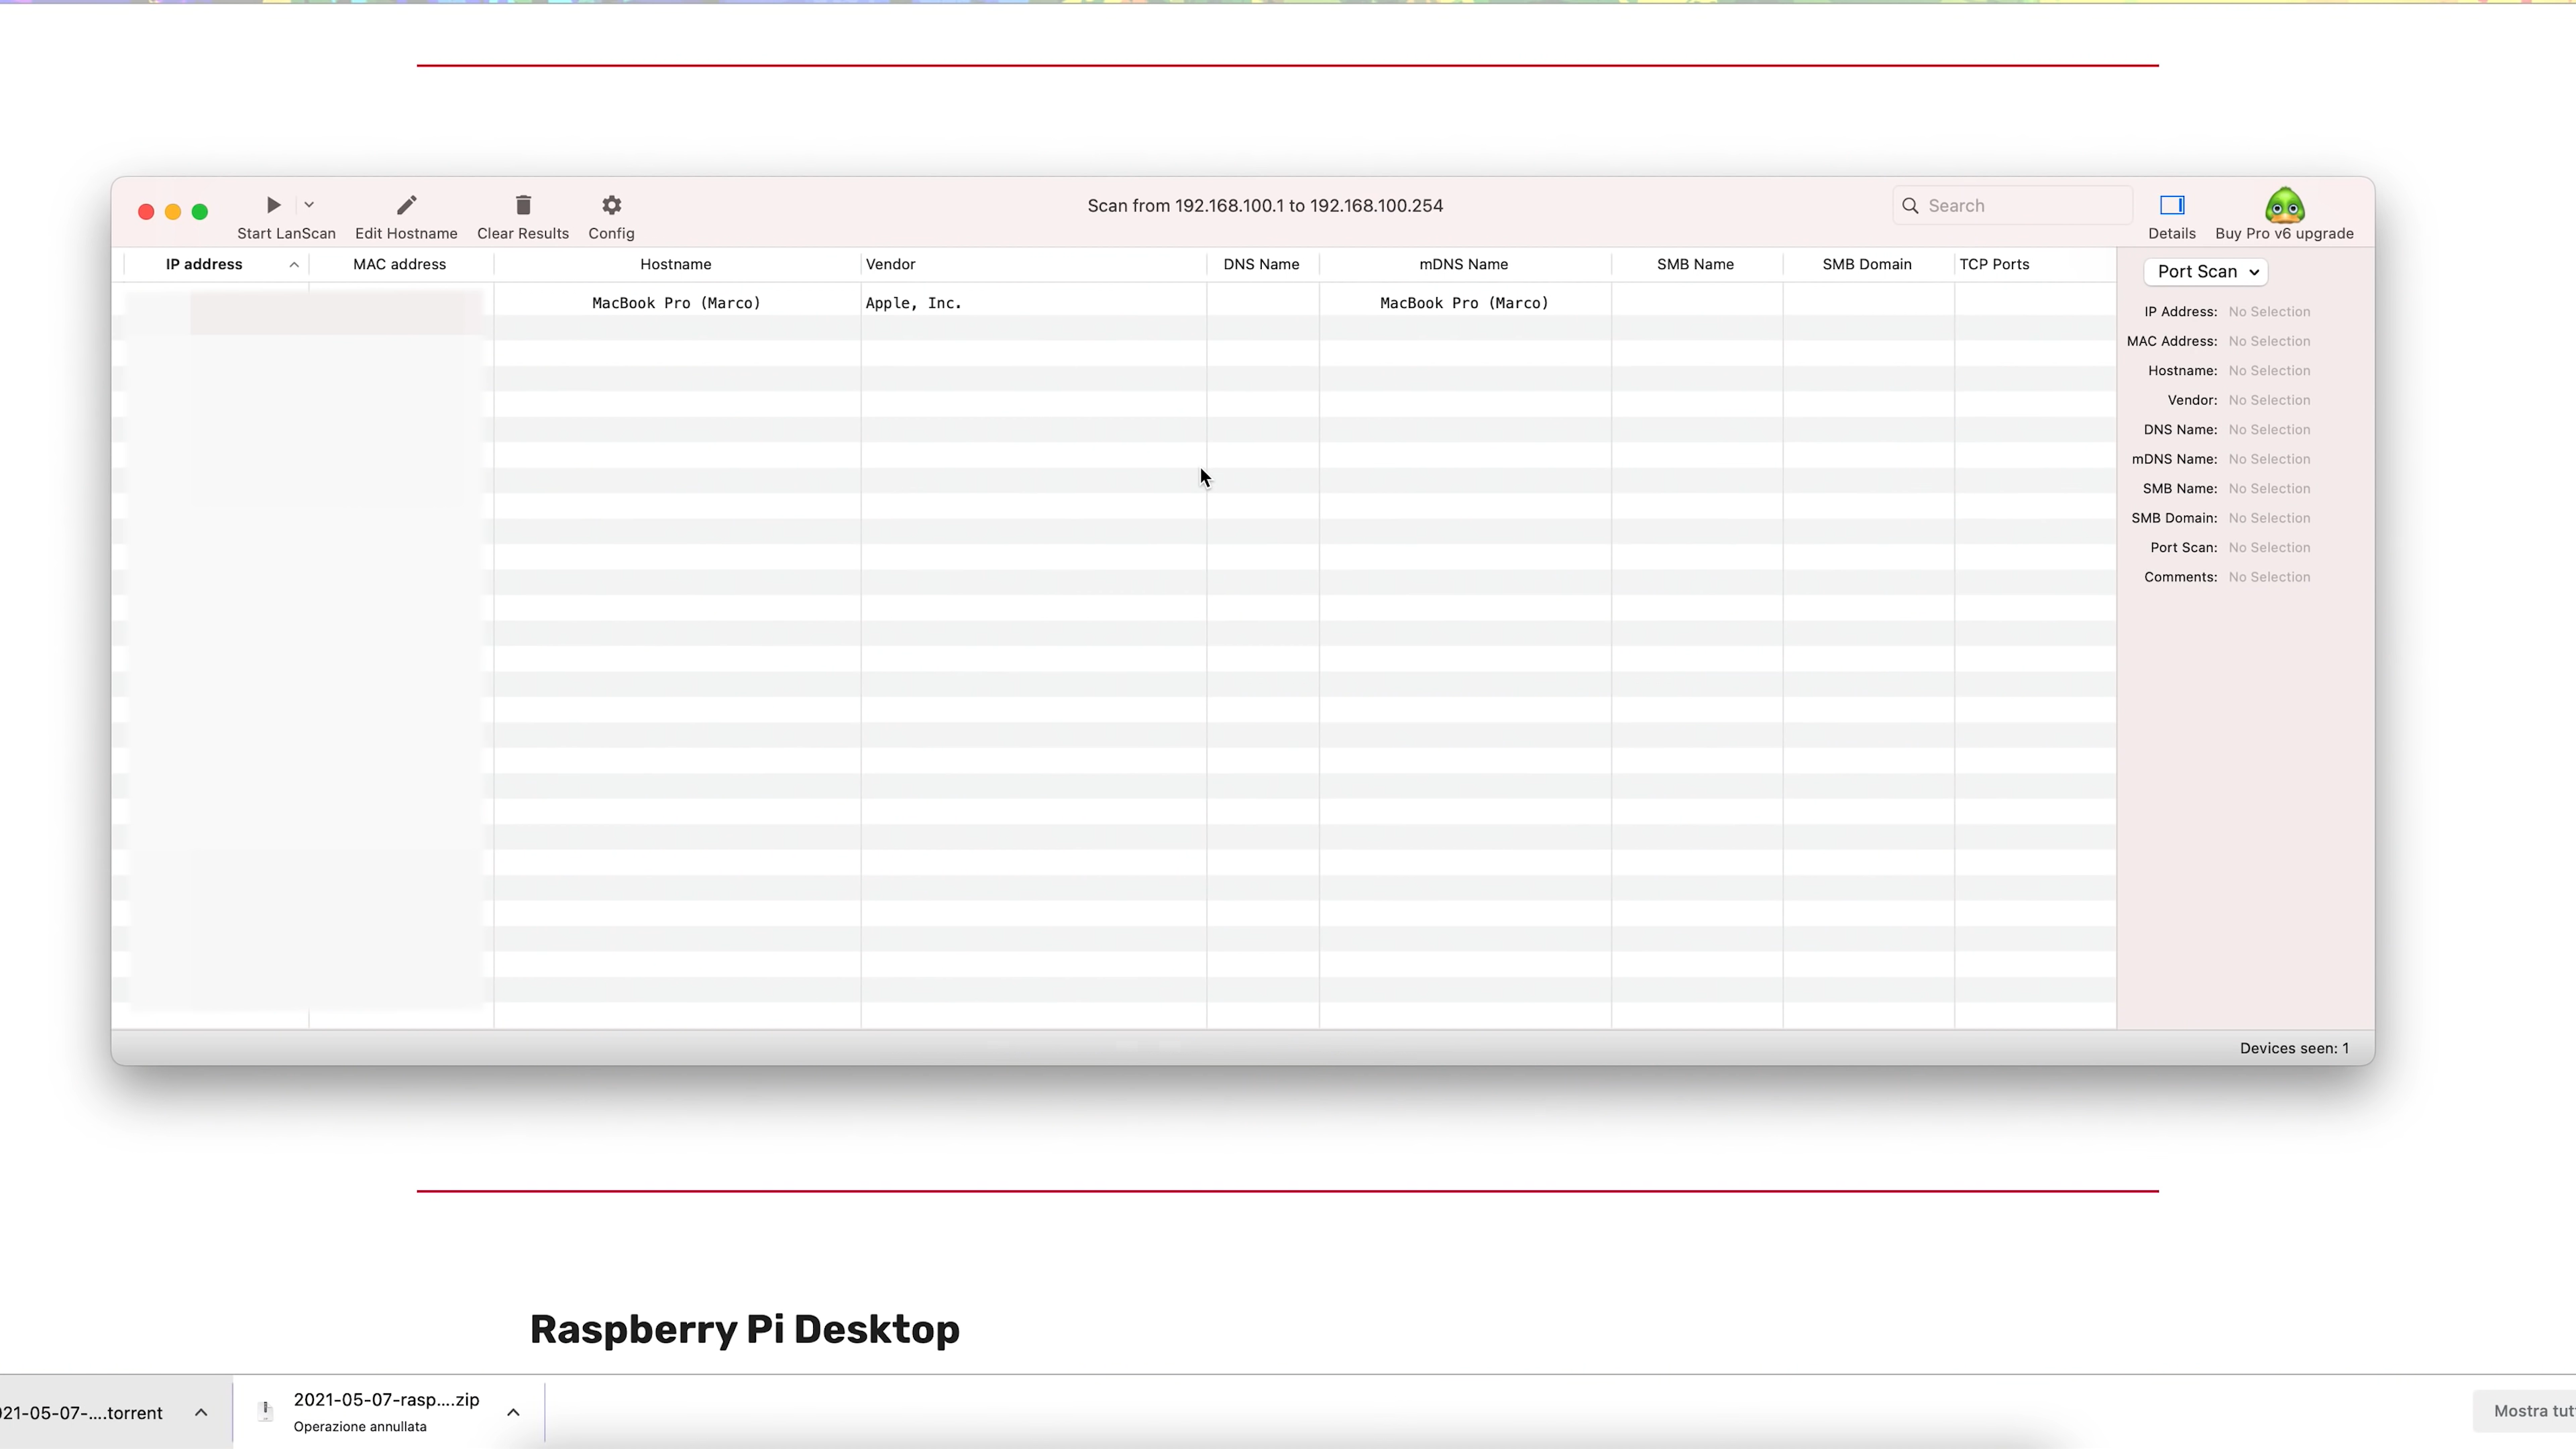 Start LanScan
Edit Hostname
Clear Results
Config
Scan from 192.168.100.1 to 192.168.100.254
Search
Details
Buy Pro v6 upgrade
IP address MAC address Hostname Vendor DNS Name mDNS Name SMB Name SMB Domain TCP Ports
MacBook Pro (Marco) Apple, Inc. MacBook Pro (Marco)
Port Scan
IP Address: No Selection
MAC Address: No Selection
Hostname: No Selection
Vendor: No Selection
DNS Name: No Selection
mDNS Name: No Selection
SMB Name: No Selection
SMB Domain: No Selection
Port Scan: No Selection
Comments: No Selection
Devices seen: 1
Raspberry Pi Desktop
21-05-07-....torrent
2021-05-07-rasp....zip
Operazione annullata
Mostra tut